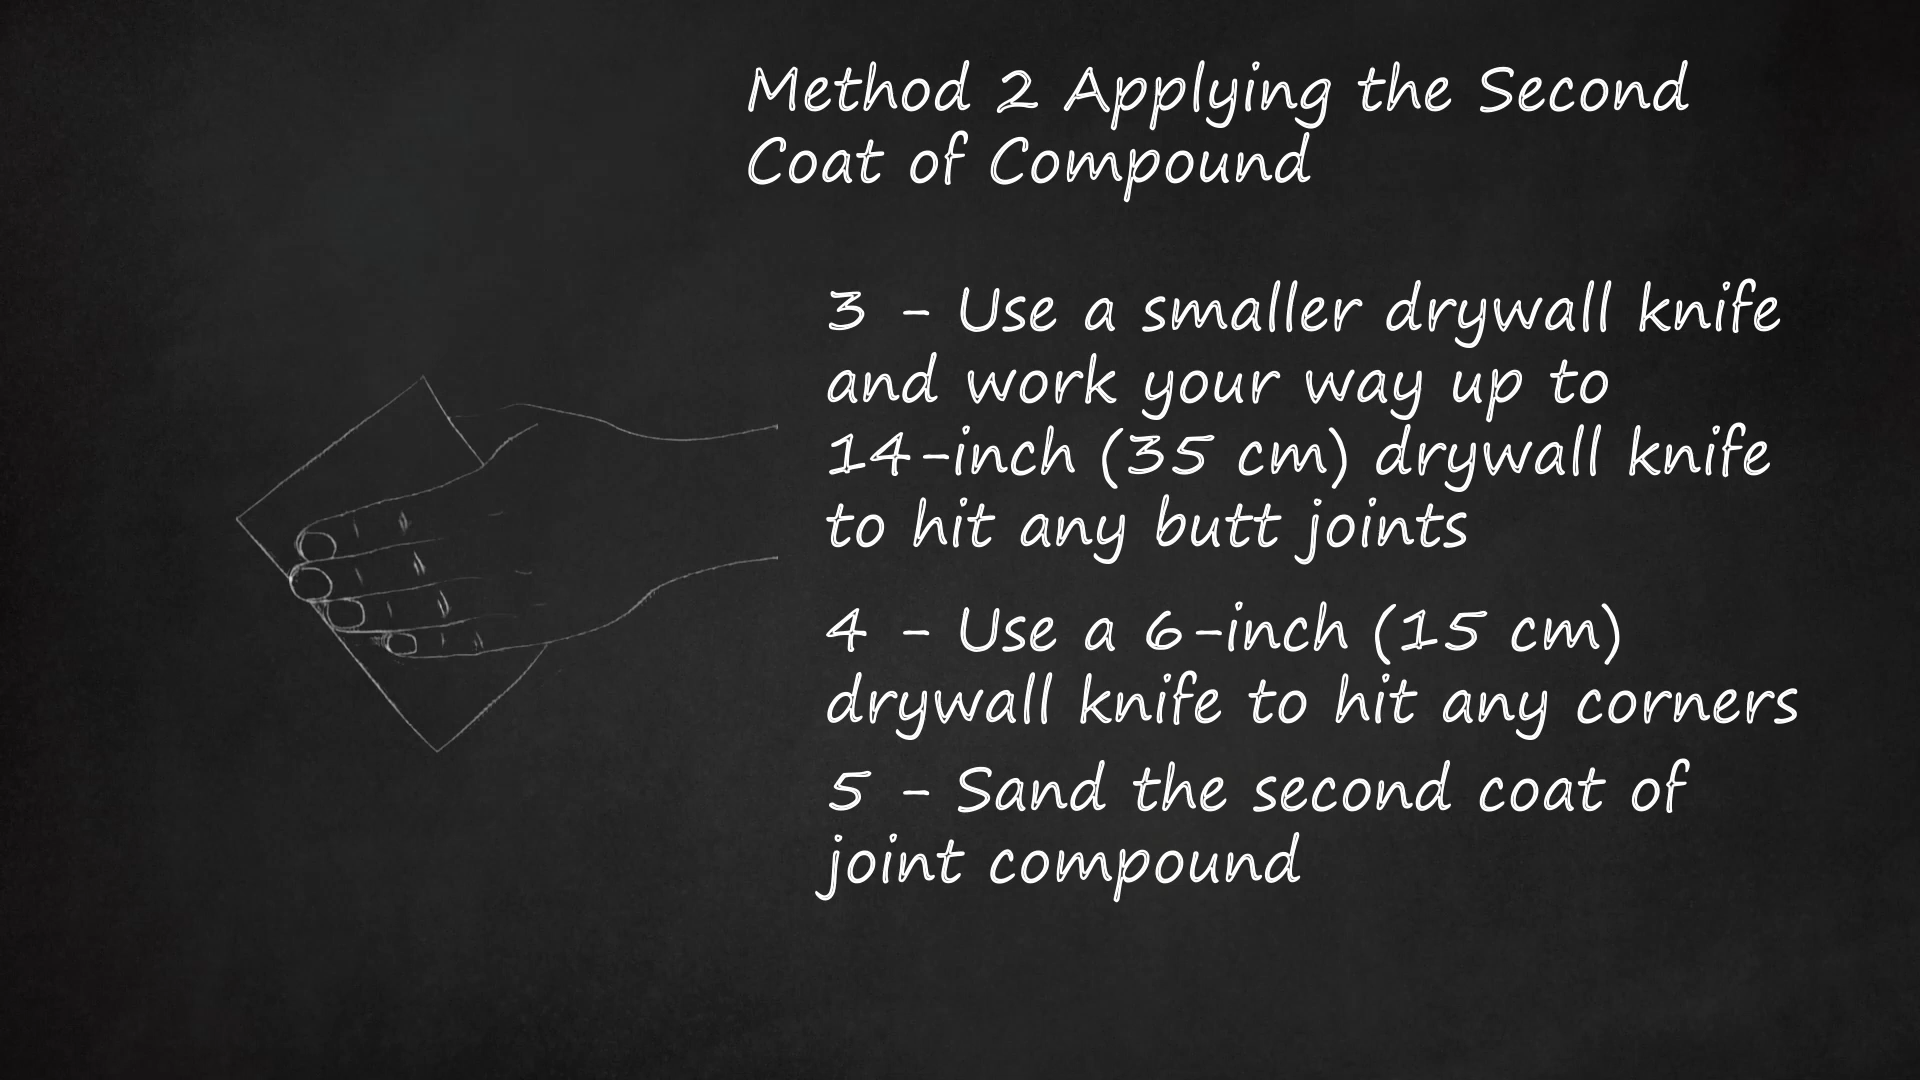 Method 2 Applying the Second
Coat of Compound
3 - Use a smaller drywall knife
and work your way up to
14-inch (35 cm) drywall knife
to hit any butt joints
4 - Use a 6-inch (15 cm)
drywall knife to hit any corners
5 - Sand the second coat of
joint compound